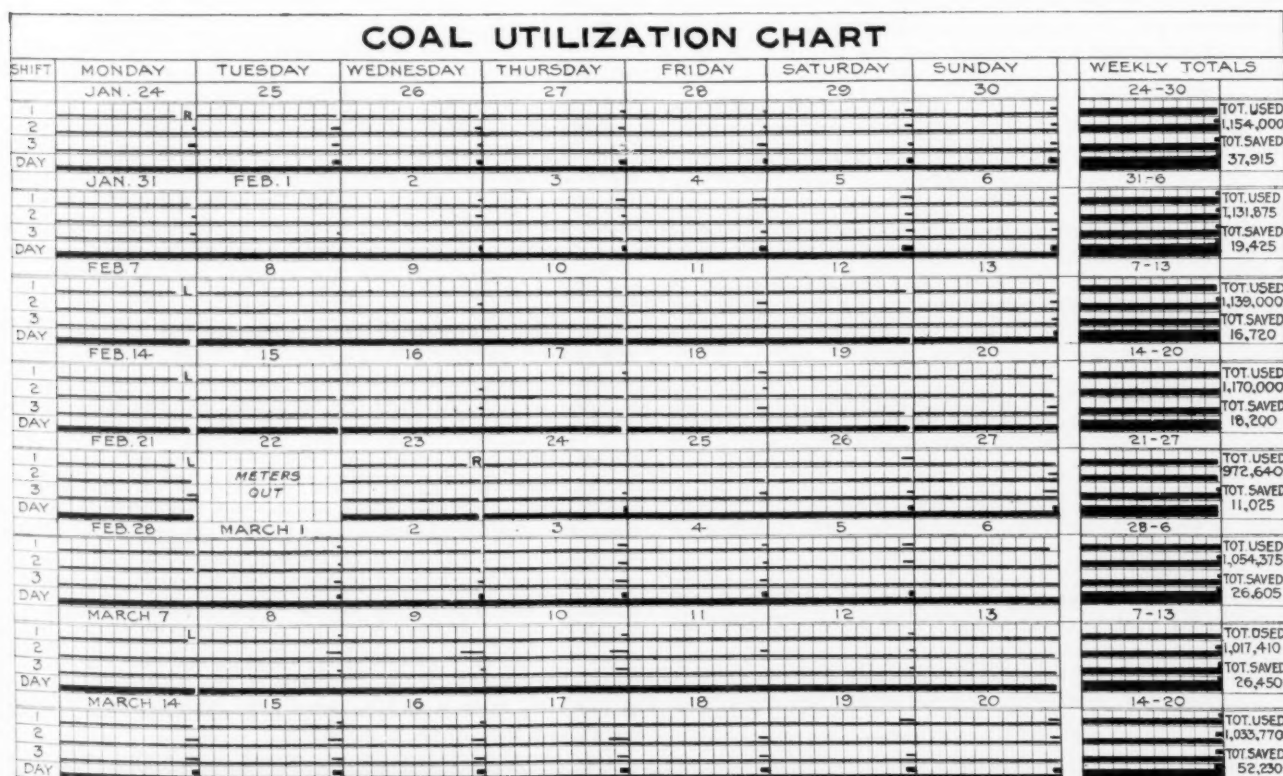 COAL UTILIZATION CHART
SHIFT MONDAY TUESDAY WEDNESDAY THURSDAY FRIDAY SATURDAY SUNDAY WEEKLY TOTALS
JAN. 24 25 26 27 28 29 30 24-30
1 R TOT. USED
2 1,154,000
3 TOT. SAVED
DAY 37,915
JAN. 31 FEB. 1 2 3 4 5 6 31-6
1 TOT. USED
2 1,131,875
3 TOT. SAVED
DAY 19,425
FEB. 7 8 9 10 11 12 13 7-13
1 L TOT USED
2 1,139,000
3 TOT SAVED
DAY 16,720
FEB. 14 15 16 17 18 19 20 14-20
1 L TOT. USED
2 1,170,000
3 TOT. SAVED
DAY 18,200
FEB. 21 22 23 24 25 26 27 21-27
1 L R TOT. USED
2 METERS 972,640
3 OUT TOT. SAVED
DAY 11,025
FEB. 28 MARCH 1 2 3 4 5 6 28-6
1 TOT. USED
2 1,054,375
3 TOT. SAVED
DAY 26,605
MARCH 7 8 9 10 11 12 13 7-13
1 L TOT. USED
2 1,017,410
3 TOT. SAVED
DAY 26,450
MARCH 14 15 16 17 18 19 20 14-20
1 TOT. USED
2 1,033,770
3 TOT SAVED
DAY 52,230